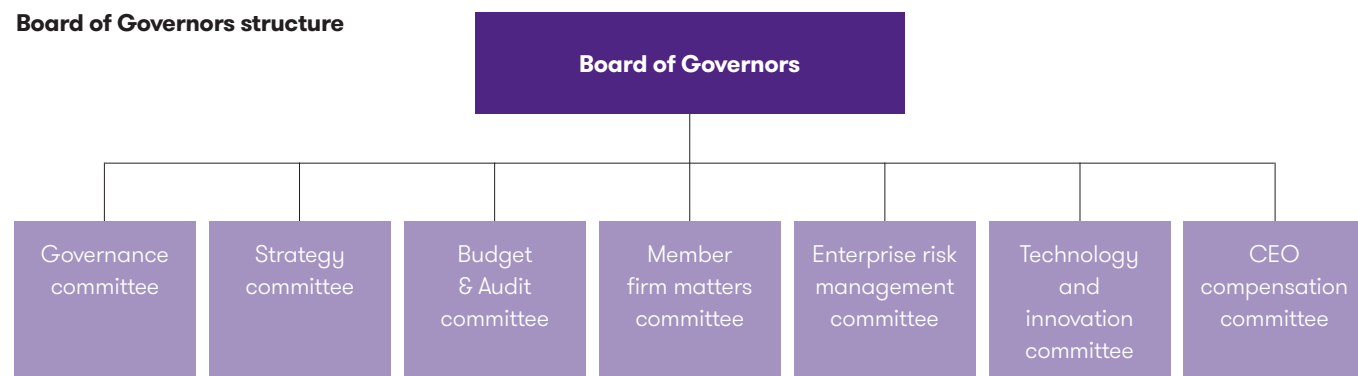 Board of Governors structure
Board of Governors
Governance
committee
Strategy
committee
Budget
& Audit
committee
Member
firm matters
committee
Enterprise risk
management
committee
Technology
and
innovation
committee
CEO
compensation
committee